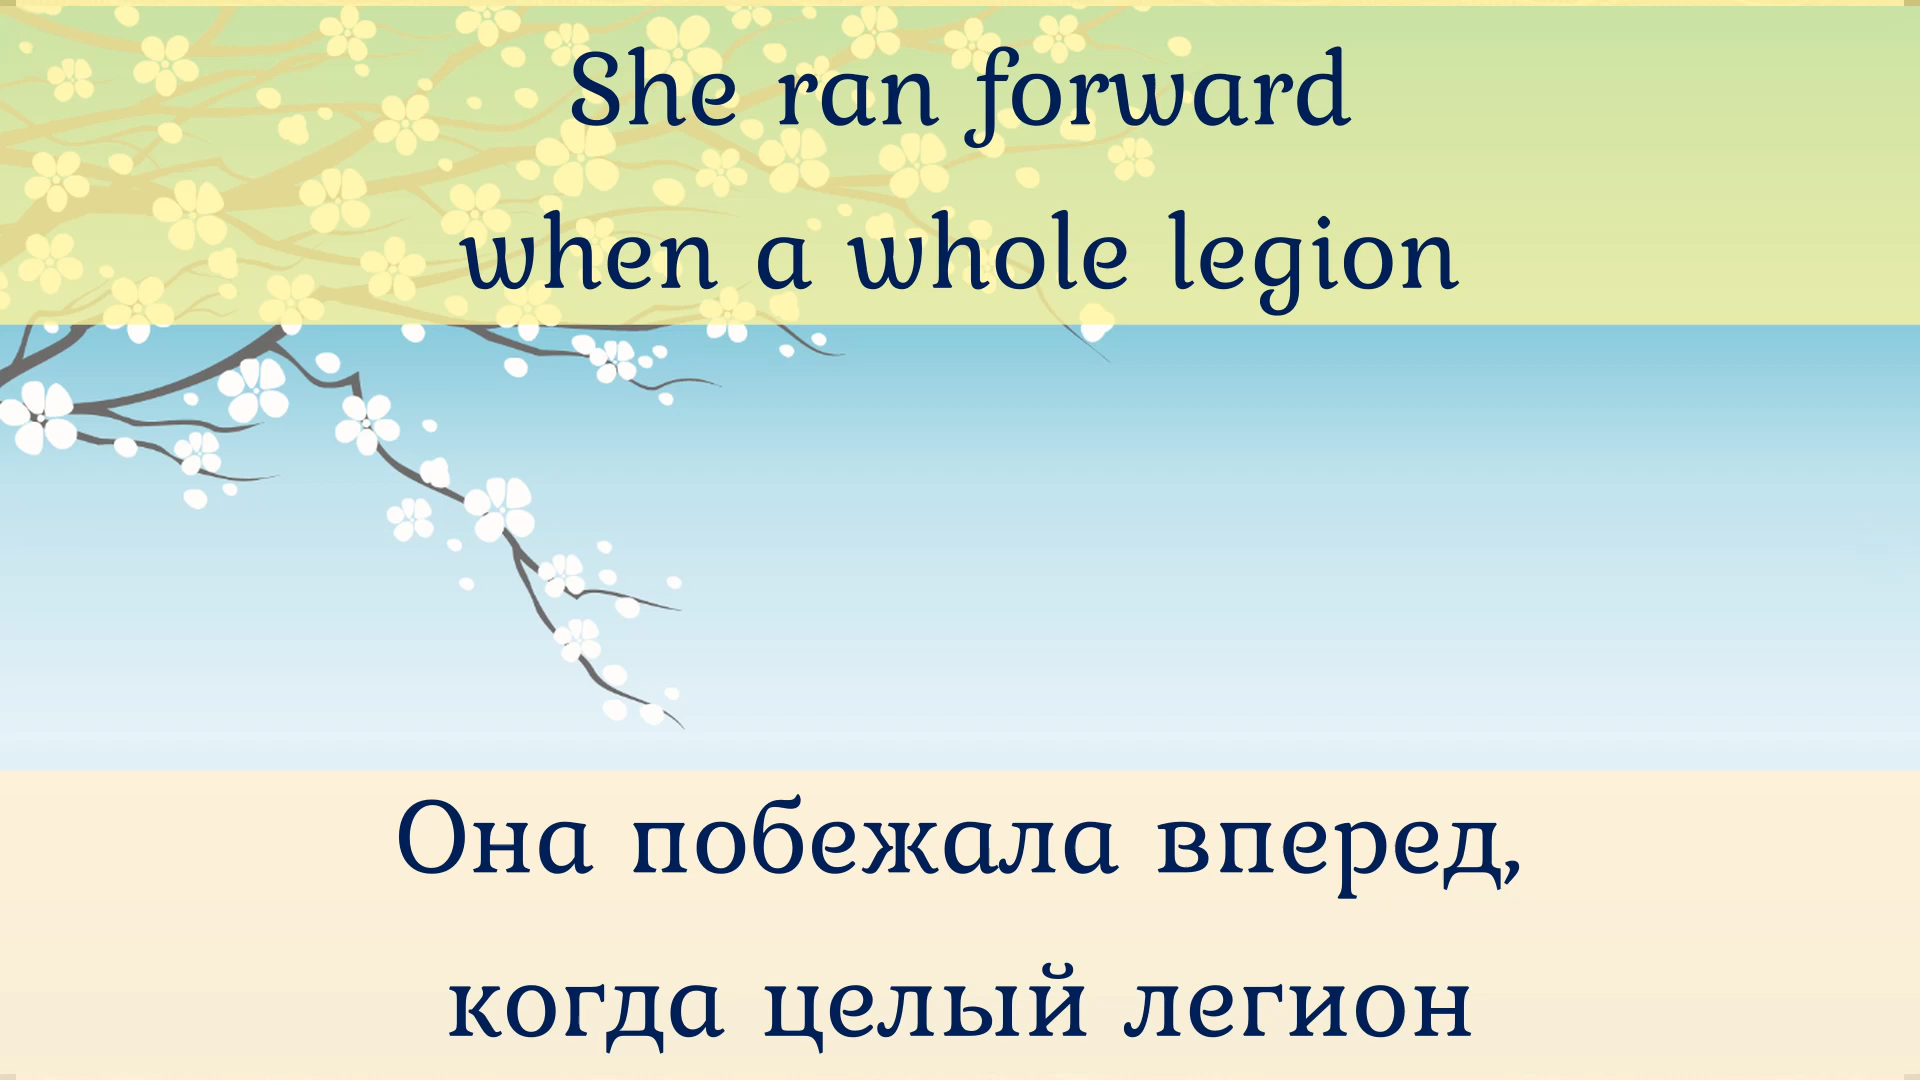 She ran forward
when a whole legion
Она побежала вперед,
когда целый легион